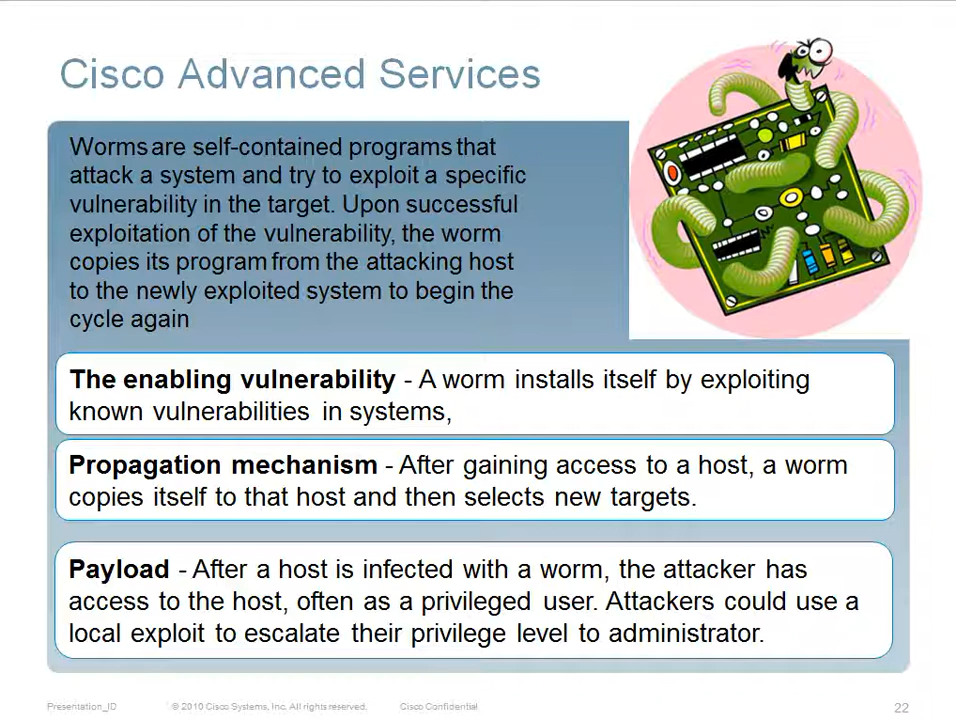 Cisco Advanced Services
Worms are self-contained programs that
attack a system and try to exploit a specific
vulnerability in the target. Upon successful
exploitation of the vulnerability, the worm
copies its program from the attacking host
to the newly exploited system to begin the
cycle again
The enabling vulnerability - A worm installs itself by exploiting
known vulnerabilities in systems,
Propagation mechanism - After gaining access to a host, a worm
copies itself to that host and then selects new targets.
Payload - After a host is infected with a worm, the attacker has
access to the host, often as a privileged user. Attackers could use a
local exploit to escalate their privilege level to administrator.
Presentation_ID © 2010 Cisco Systems, Inc. All rights reserved. Cisco Confidential 22